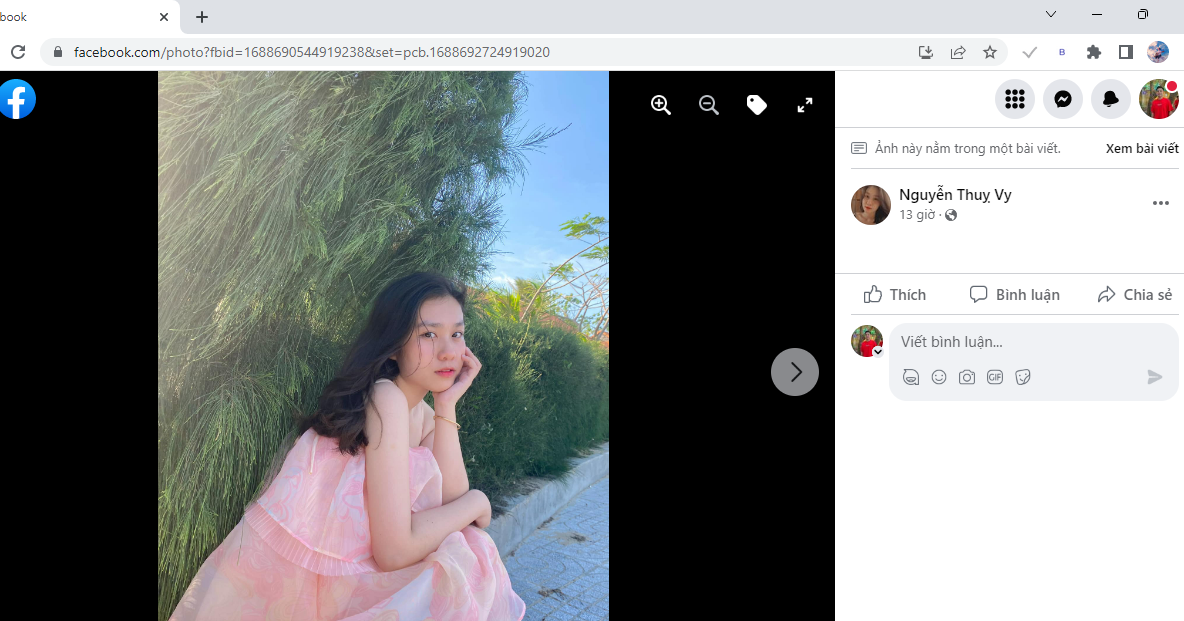 book
facebook.com/photo?fbid=1688690544919238&set=pcb.1688692724919020
B
Ảnh này nằm trong một bài viết.
Xem bài viết
Nguyễn Thuỵ Vy
13 giờ ·
Thích
Bình luận
Chia sẻ
Viết bình luận...
GIF